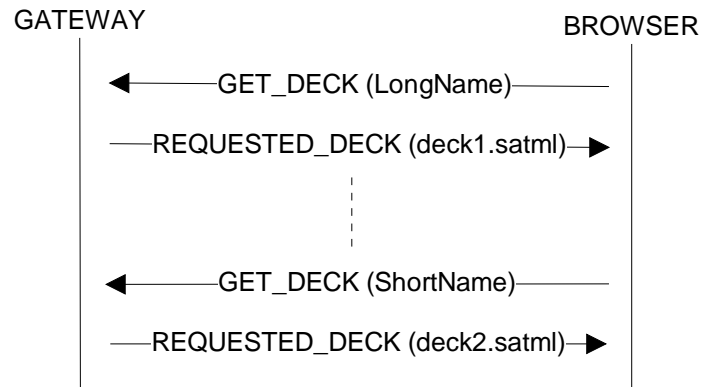 GATEWAY
BROWSER
GET_DECK (LongName)
REQUESTED_DECK (deck1.satml)
GET_DECK (ShortName)
REQUESTED_DECK (deck2.satml)